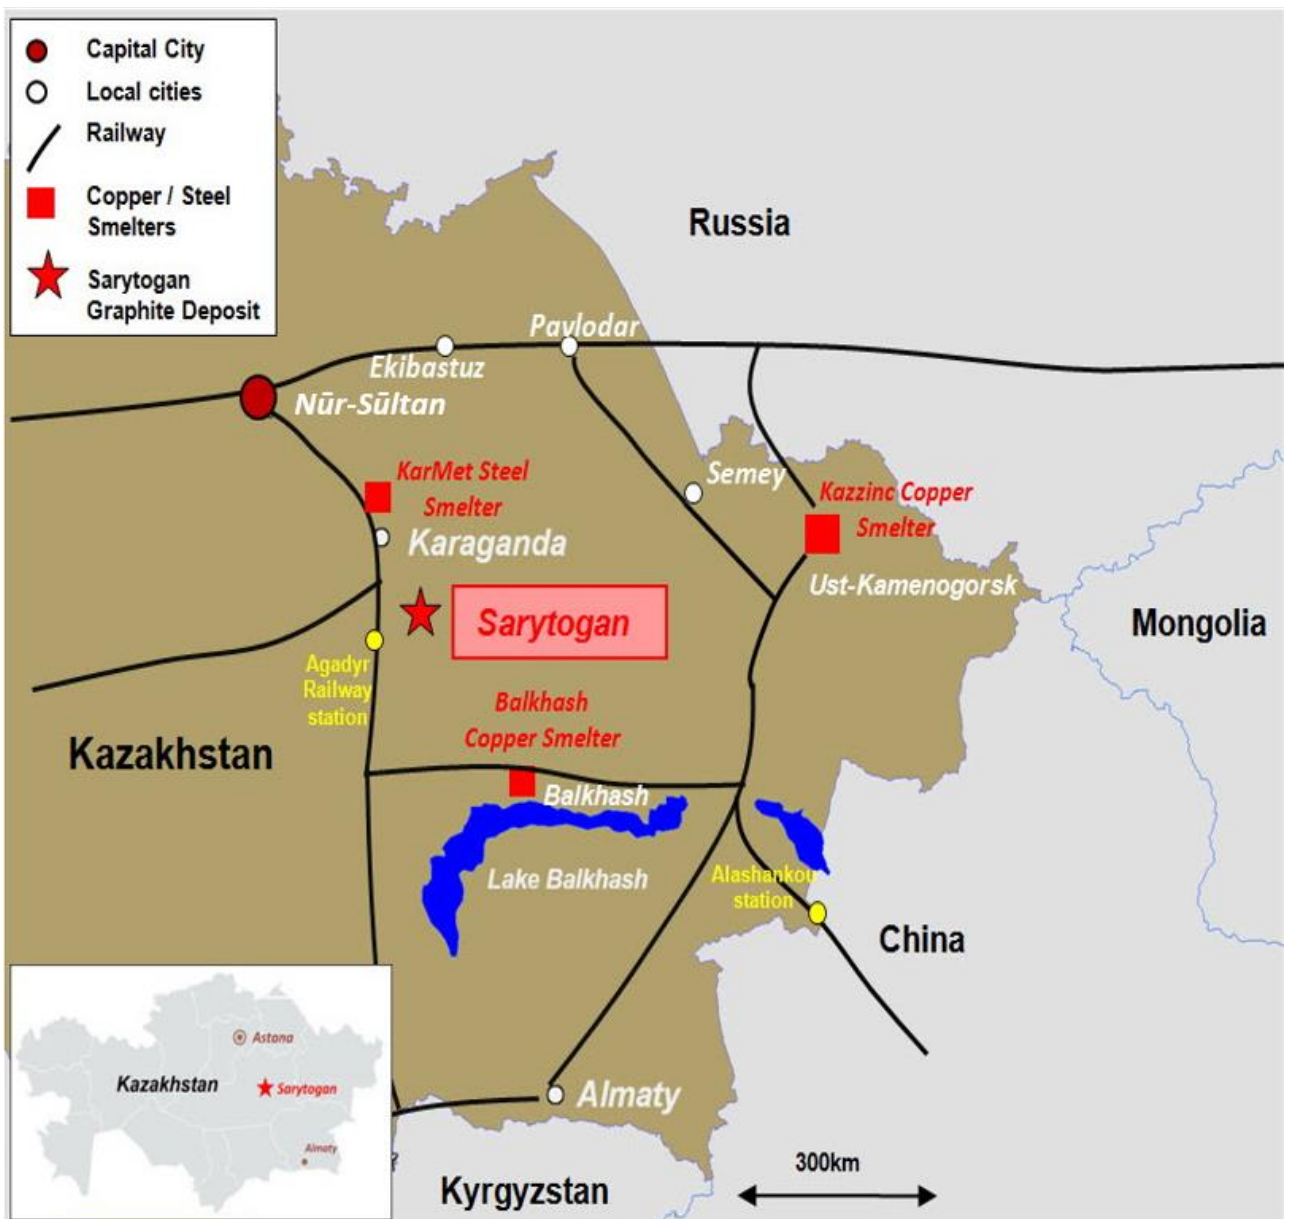 Capital City
Local cities
Railway
Copper / Steel
Smelters
Sarytogan
Graphite Deposit
Russia
Pavlodar
Ekibastuz
Nūr-Sūltan
KarMet Steel
Smelter
Semey
Kazzinc Copper
Smelter
Karaganda
Ust-Kamenogorsk
Sarytogan
Mongolia
Agadyr
Railway
station
Balkhash
Copper Smelter
Kazakhstan
Balkhash
Lake Balkhash
Alashankou
station
China
Astana
Kazakhstan
Sarytogan
Almaty
Almaty
300km
Kyrgyzstan